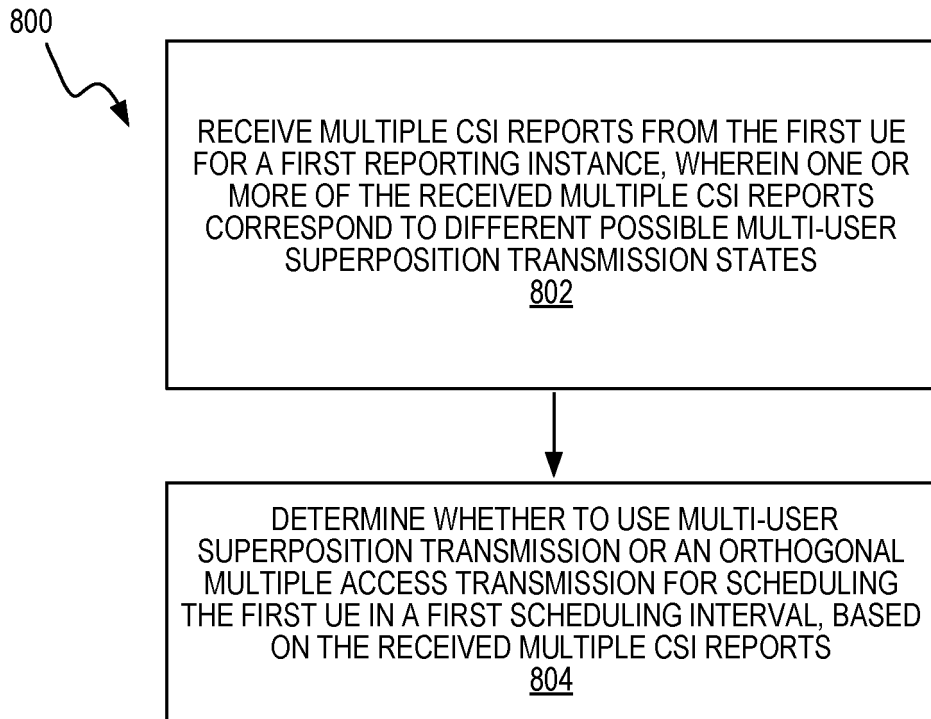 800
RECEIVE MULTIPLE CSI REPORTS FROM THE FIRST UE
FOR A FIRST REPORTING INSTANCE, WHEREIN ONE OR
MORE OF THE RECEIVED MULTIPLE CSI REPORTS
CORRESPOND TO DIFFERENT POSSIBLE MULTI-USER
SUPERPOSITION TRANSMISSION STATES
802
DETERMINE WHETHER TO USE MULTI-USER
SUPERPOSITION TRANSMISSION OR AN ORTHOGONAL
MULTIPLE ACCESS TRANSMISSION FOR SCHEDULING
THE FIRST UE IN A FIRST SCHEDULING INTERVAL, BASED
ON THE RECEIVED MULTIPLE CSI REPORTS
804